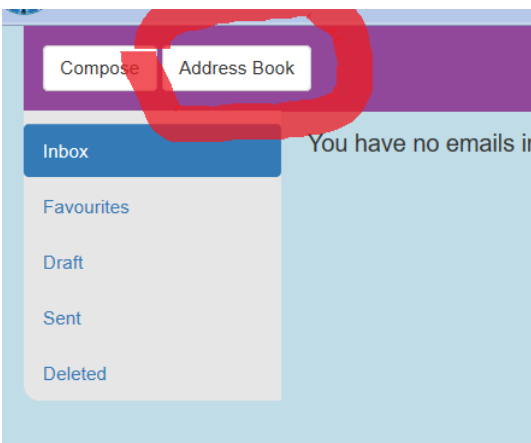 Compose Address Book
Inbox
You have no emails
Favourites
Draft
Sent
Deleted